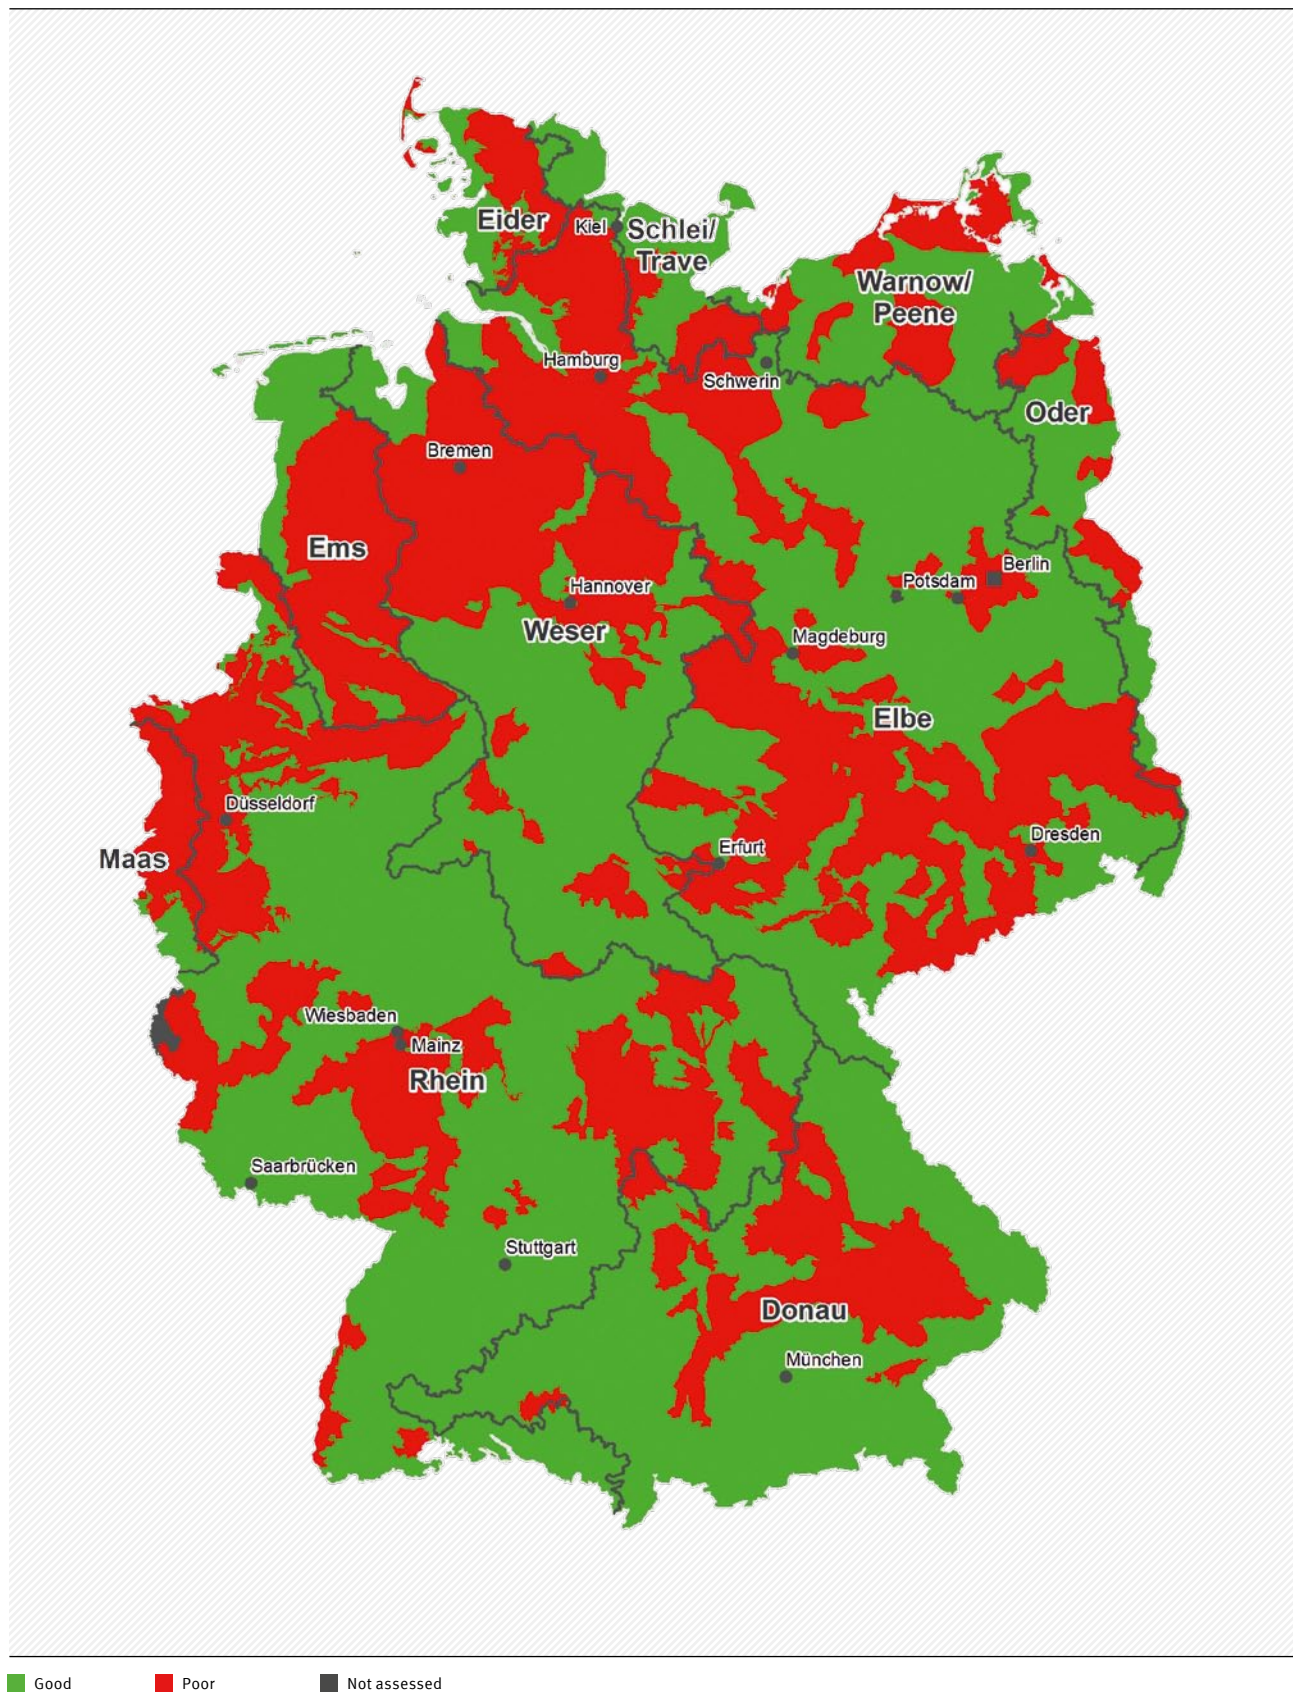 Eider
Kiel
Schlei/
Trave
Warnow/
Peene
Hamburg
Schwerin
Oder
Bremen
Ems
Berlin
Potsdam
Hannover
Weser
Magdeburg
Elbe
Düsseldorf
Dresden
Erfurt
Maas
Wiesbaden
Mainz
Rhein
Saarbrücken
Stuttgart
Donau
München
Good
Poor
Not assessed